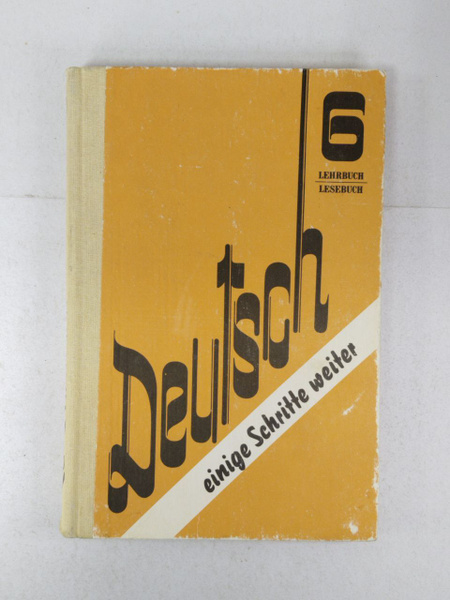 6
LEHRBUCH
LESEBUCH
Deutsch
einige Schritte weiter